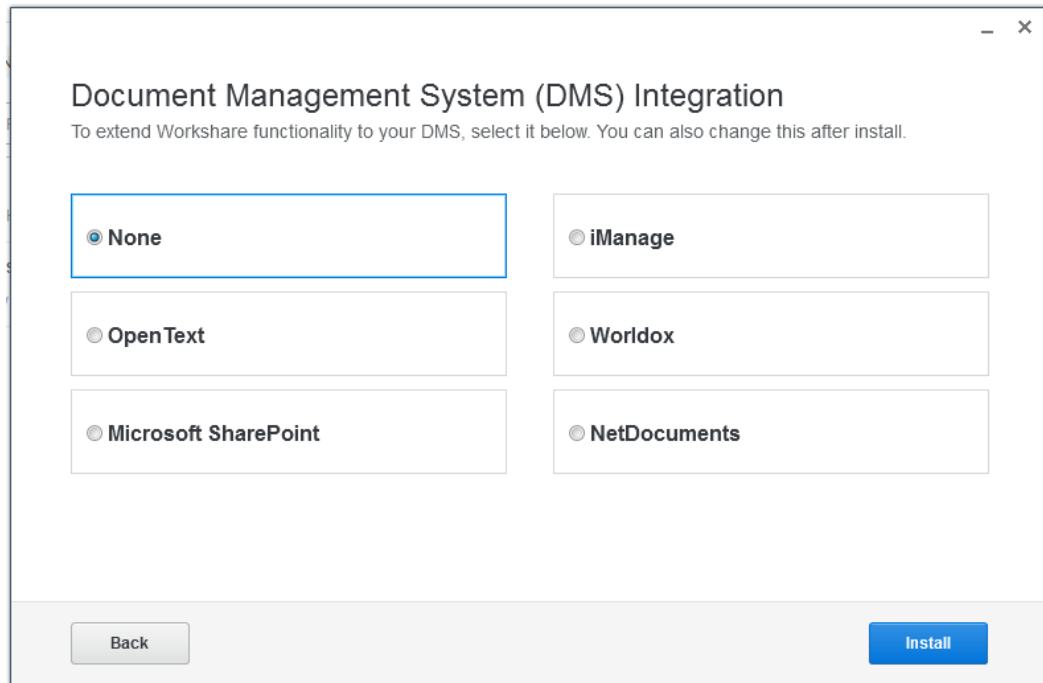 Document Management System (DMS) Integration
To extend Workshare functionality to your DMS, select it below. You can also change this after install.
None
iManage
OpenText
Worldox
Microsoft SharePoint
NetDocuments
Back
Install